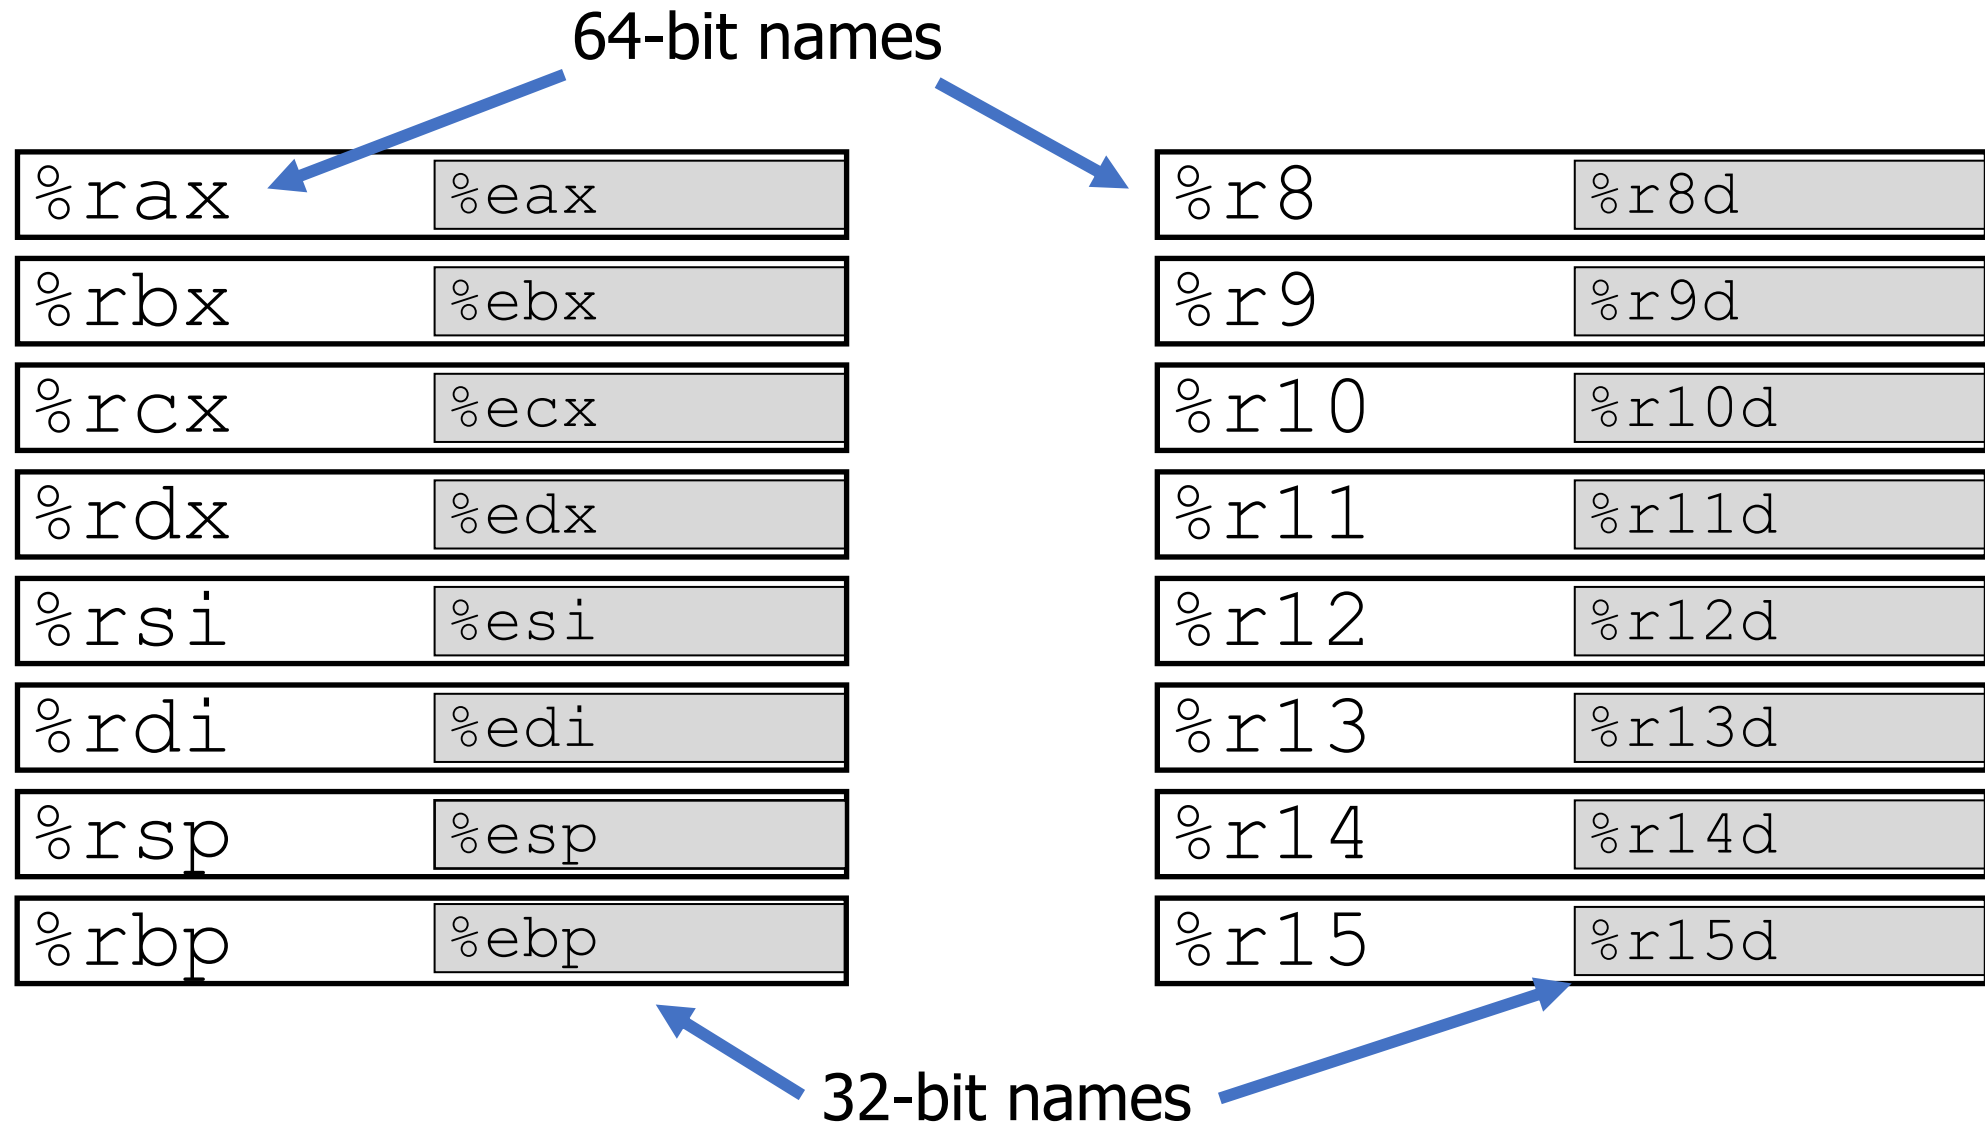 64-bit names
%rax %eax %r8 %r8d
%rbx %ebx %r9 %r9d
%rcx %ecx %r10 %r10d
%rdx %edx %r11 %r11d
%rsi %esi %r12 %r12d
%rdi %edi %r13 %r13d
%rsp %esp %r14 %r14d
%rbp %ebp %r15 %r15d
32-bit names